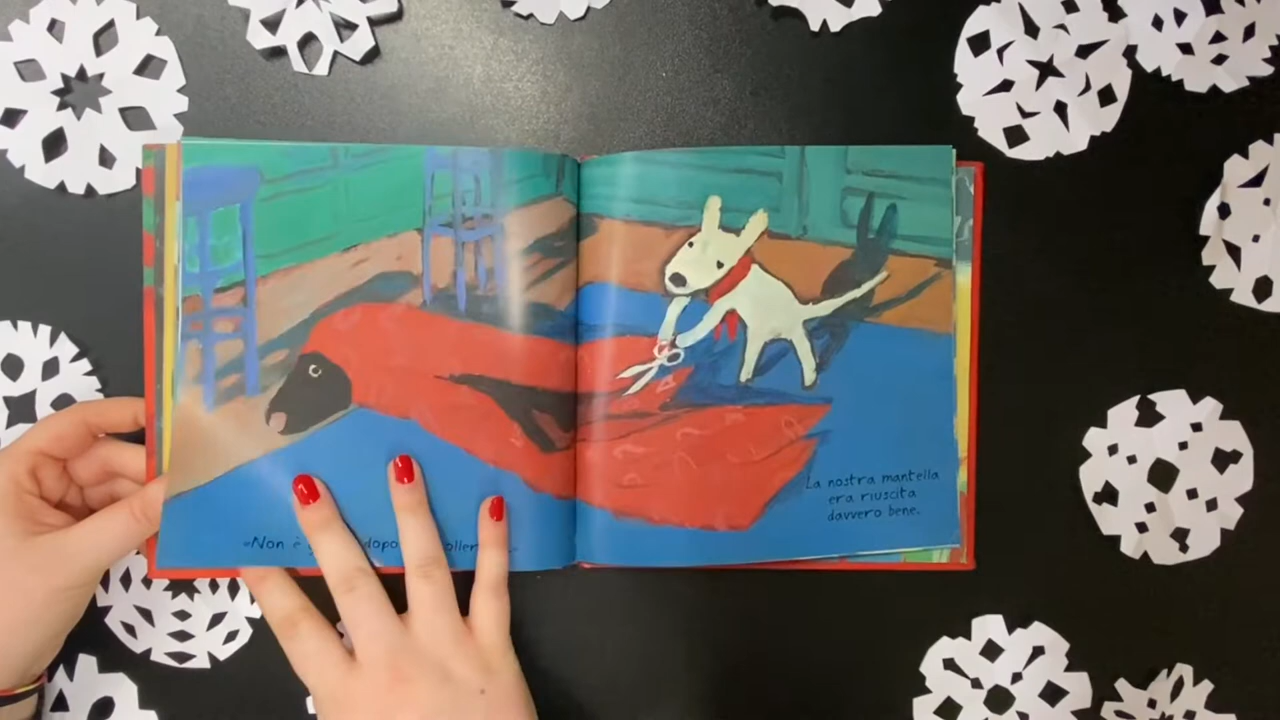 «Non è dopo
La nostra mantella
era riuscita
davvero bene.